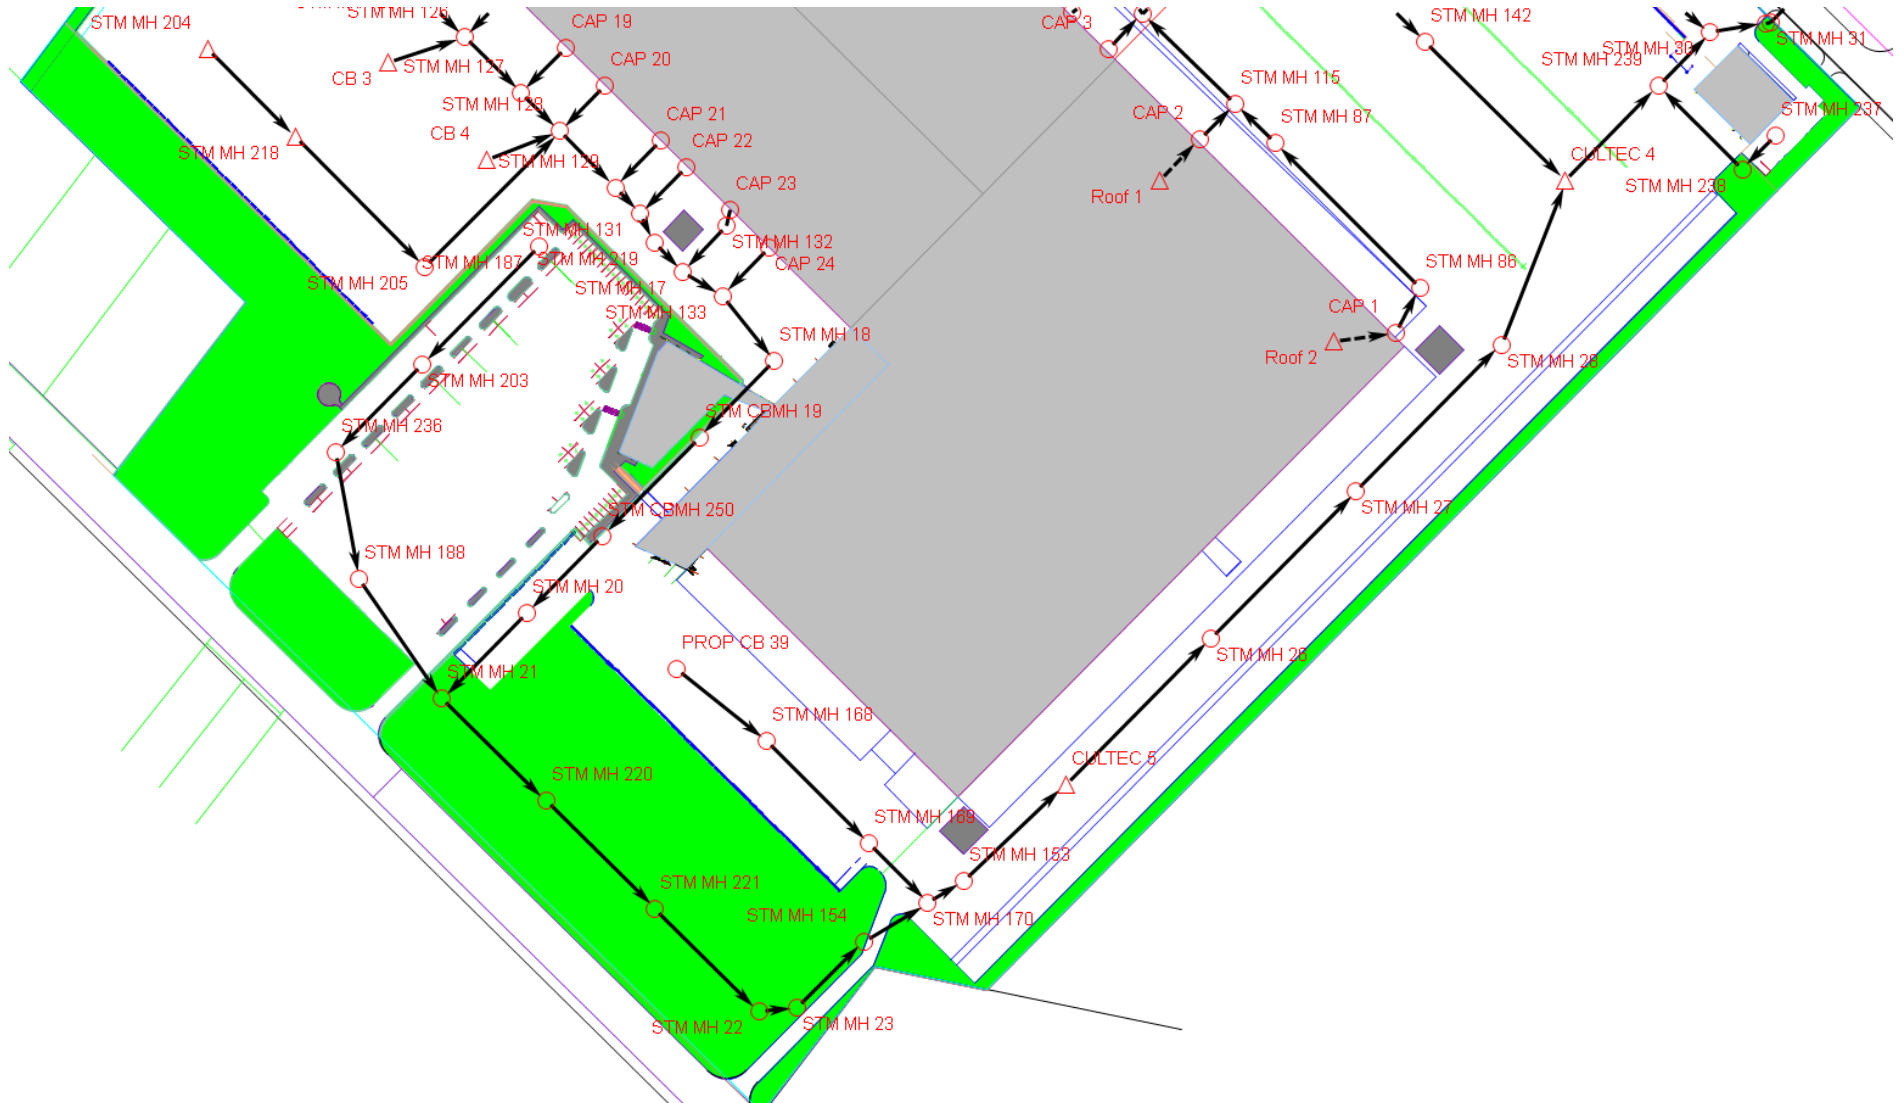 STM MH 204
STM MH 126
CAP 19
CAP 3
STM MH 142
STM MH 30
STM MH 31
CB 3
STM MH 127
CAP 20
STM MH 239
STM MH 115
STM MH 128
CAP 21
CAP 2
STM MH 87
STM MH 237
CB 4
STM MH 129
CAP 22
STM MH 218
CULTEC 4
CAP 23
Roof 1
STM MH 238
STM MH 131
STM MH 132
STM MH 187
STM MH 219
CAP 24
STM MH 86
STM MH 205
STM MH 17
STM MH 133
CAP 1
STM MH 18
Roof 2
STM MH 28
STM MH 203
STM CBMH 19
STM MH 236
STM CBMH 250
STM MH 27
STM MH 188
STM MH 20
PROP CB 39
STM MH 26
STM MH 21
STM MH 168
CULTEC 5
STM MH 220
STM MH 169
STM MH 153
STM MH 221
STM MH 154
STM MH 170
STM MH 22
STM MH 23